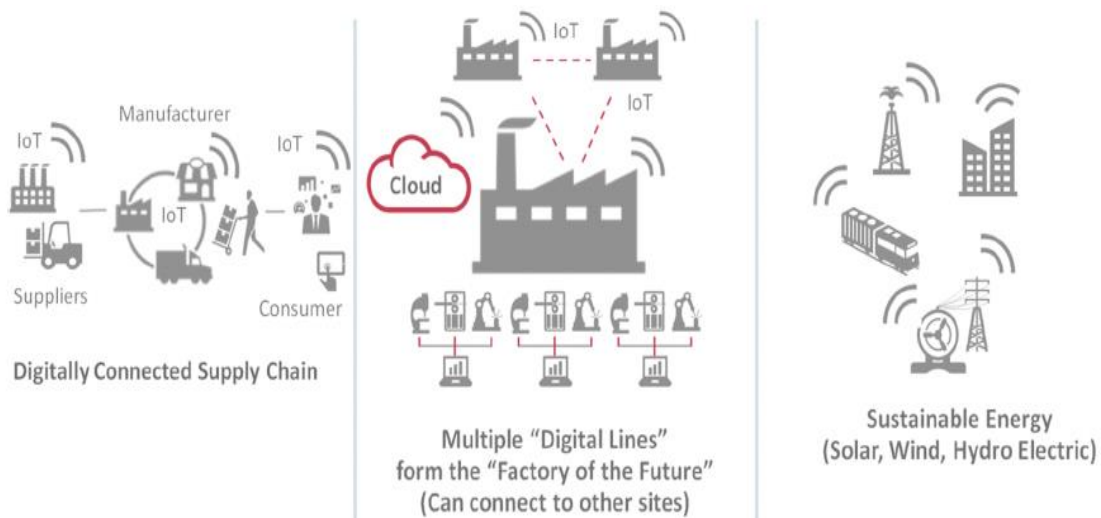 Manufacturer
IoT
IoT
IoT
Suppliers
Consumer
Digitally Connected Supply Chain
IoT
IoT
Cloud
Multiple “Digital Lines”
form the “Factory of the Future”
(Can connect to other sites)
Sustainable Energy
(Solar, Wind, Hydro Electric)